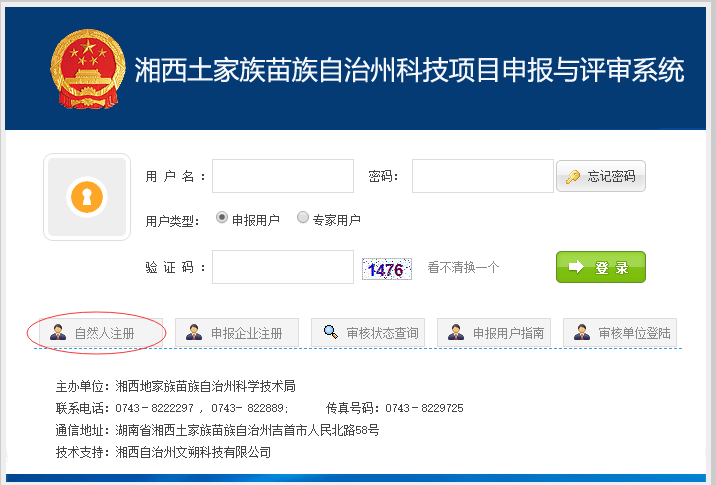 湘西土家族苗族自治州科技项目申报与评审系统
用 户 名 : 密码: 忘记密码
用户类型: 申报用户 专家用户
验 证 码 : 1476 看不清换一个 登 录
自然人注册 申报企业注册 审核状态查询 申报用户指南 审核单位登陆
主办单位: 湘西地家族苗族自治州科学技术局
联系电话: 0743-8222297 , 0743- 822889; 传真号码: 0743-8229725
通信地址: 湖南省湘西土家族苗族自治州吉首市人民北路58号
技术支持: 湘西自治州文朔科技有限公司